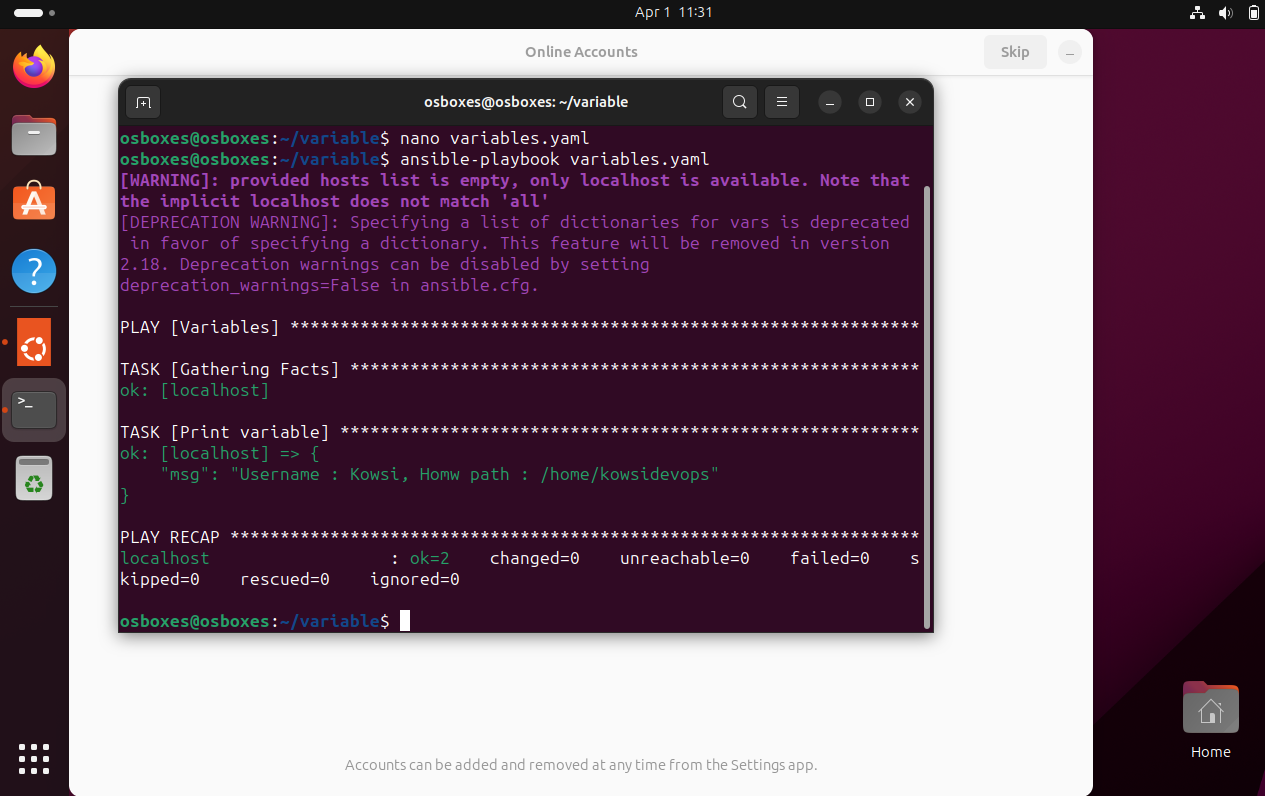 Apr 1 11:31
Online Accounts
Skip
osboxes@osboxes: ~/variable
osboxes@osboxes:~/variable$ nano variables.yaml
osboxes@osboxes:~/variable$ ansible-playbook variables.yaml
[WARNING]: provided hosts list is empty, only localhost is available. Note that
the implicit localhost does not match 'all'
[DEPRECATION WARNING]: Specifying a list of dictionaries for vars is deprecated
 in favor of specifying a dictionary. This feature will be removed in version
2.18. Deprecation warnings can be disabled by setting
deprecation_warnings=False in ansible.cfg.
PLAY [Variables] ***************************************************************
TASK [Gathering Facts] *********************************************************
ok: [localhost]
TASK [Print variable] **********************************************************
ok: [localhost] => {
    "msg": "Username : Kowsi, Homw path : /home/kowsidevops"
}
PLAY RECAP *********************************************************************
localhost                  : ok=2    changed=0    unreachable=0    failed=0    s
kipped=0    rescued=0    ignored=0
osboxes@osboxes:~/variable$
Accounts can be added and removed at any time from the Settings app.
Home